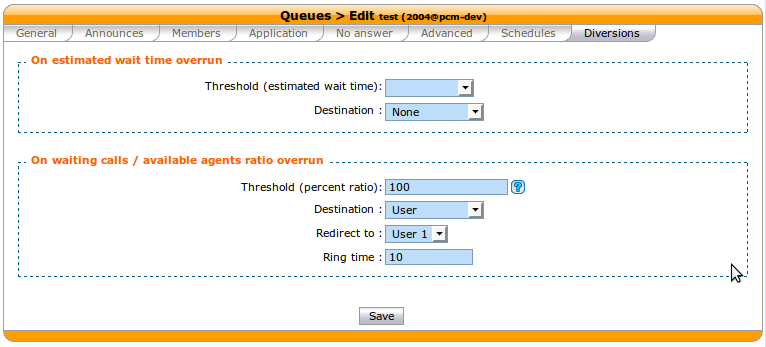 Queues > Edit test (2004@pcm-dev)
General Announces Members Application No answer Advanced Schedules Diversions
On estimated wait time overrun
Threshold (estimated wait time):
Destination : None
On waiting calls / available agents ratio overrun
Threshold (percent ratio): 100 ?
Destination : User
Redirect to : User 1
Ring time : 10
Save